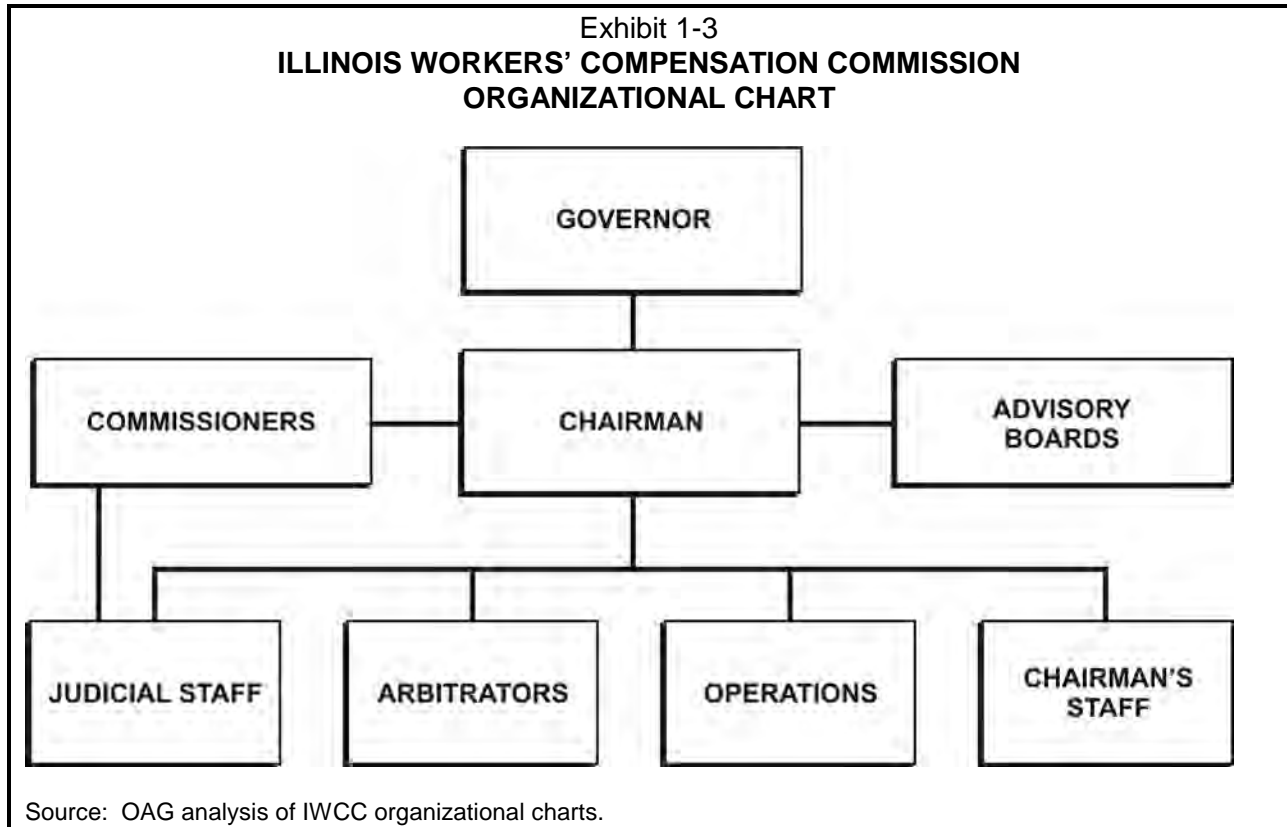 Exhibit 1-3
ILLINOIS WORKERS’ COMPENSATION COMMISSION
ORGANIZATIONAL CHART
GOVERNOR
COMMISSIONERS
CHAIRMAN
ADVISORY
BOARDS
JUDICIAL STAFF
ARBITRATORS
OPERATIONS
CHAIRMAN’S
STAFF
Source: OAG analysis of IWCC organizational charts.